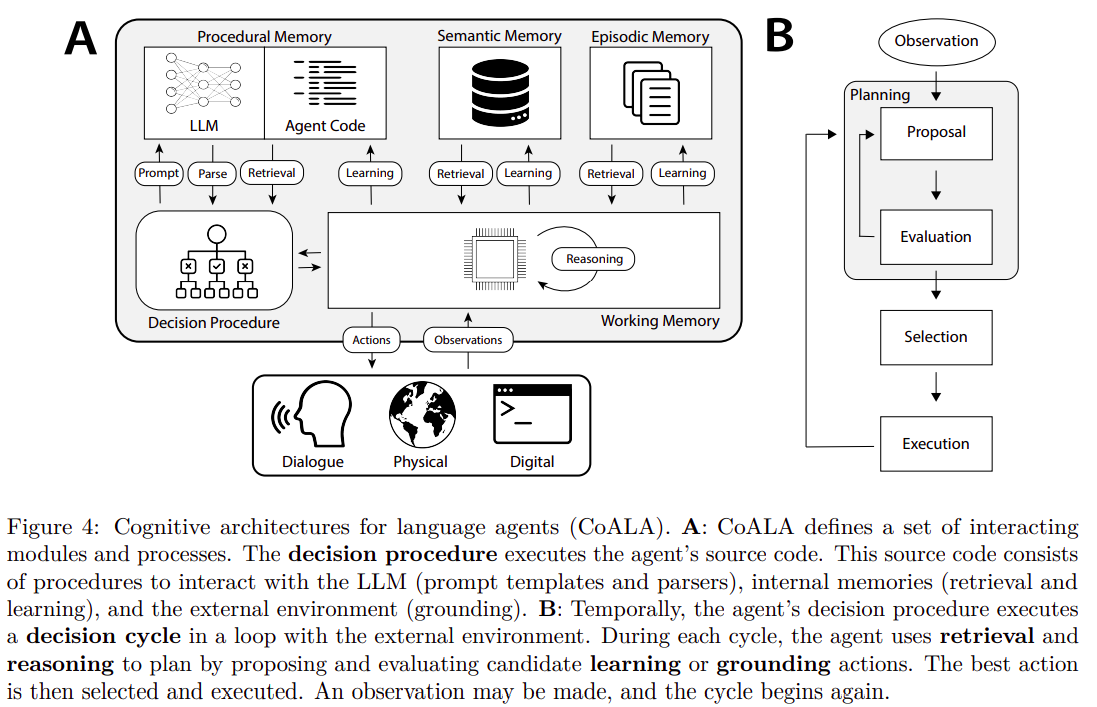 A
Procedural Memory
Semantic Memory
Episodic Memory
LLM
Agent Code
Prompt
Parse
Retrieval
Learning
Retrieval
Learning
Retrieval
Learning
Reasoning
Decision Procedure
Working Memory
Actions
Observations
Dialogue
Physical
Digital
B
Observation
Planning
Proposal
Evaluation
Selection
Execution
Figure 4: Cognitive architectures for language agents (CoALA). A: CoALA defines a set of interacting
modules and processes. The decision procedure executes the agent's source code. This source code consists
of procedures to interact with the LLM (prompt templates and parsers), internal memories (retrieval and
learning), and the external environment (grounding). B: Temporally, the agent's decision procedure executes
a decision cycle in a loop with the external environment. During each cycle, the agent uses retrieval and
reasoning to plan by proposing and evaluating candidate learning or grounding actions. The best action
is then selected and executed. An observation may be made, and the cycle begins again.